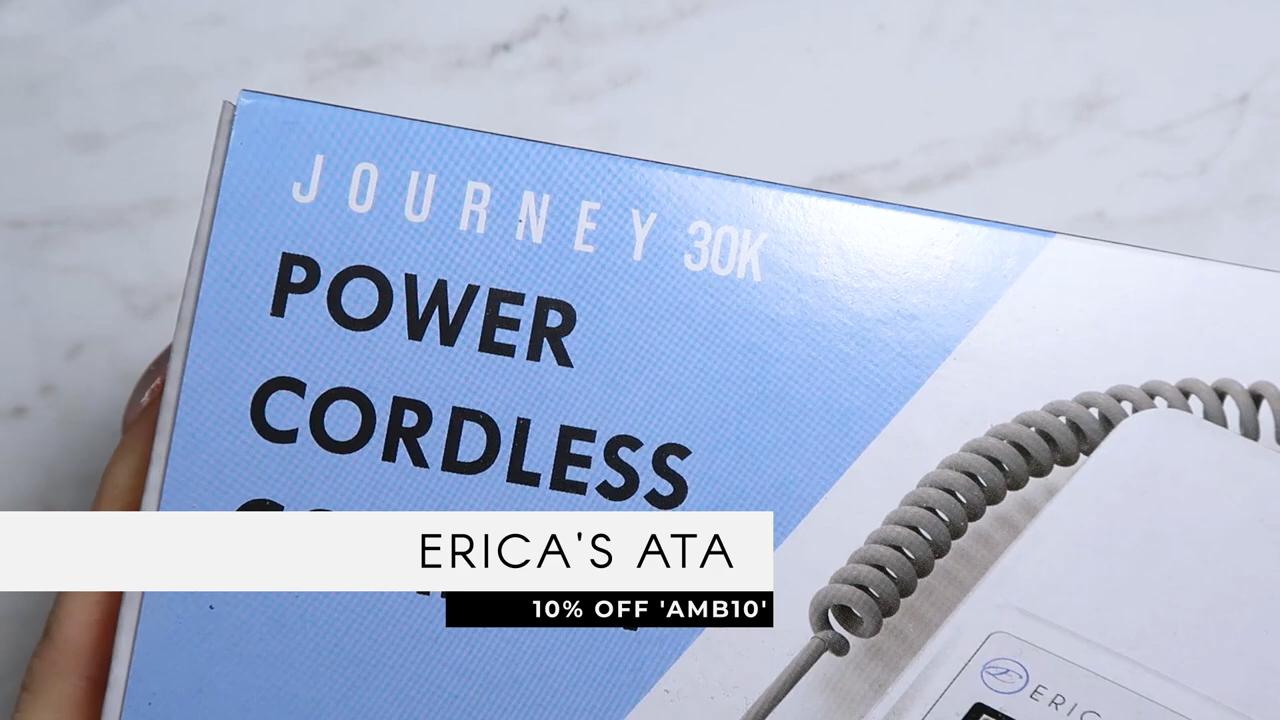 JOURNEY 30K
POWER
CORDLESS
ERICA'S ATA
10% OFF 'AMB10'